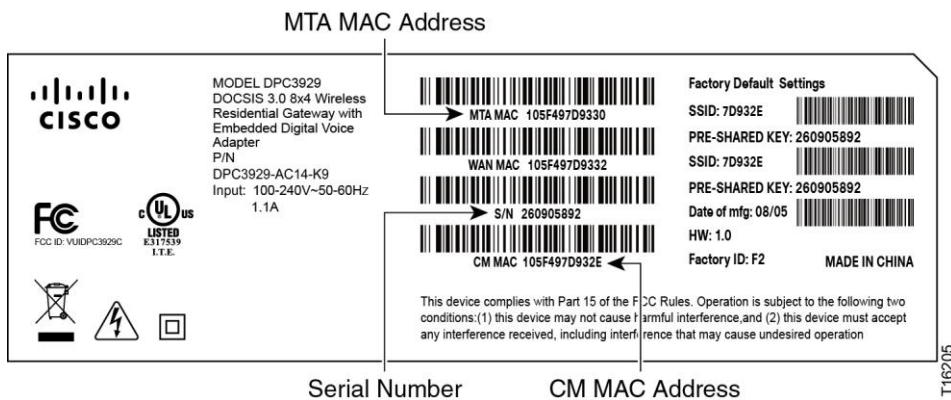 MTA MAC Address
CISCO
MODEL DPC3929
DOCSIS 3.0 8x4 Wireless
Residential Gateway with
Embedded Digital Voice
Adapter
P/N
DPC3929-AC14-K9
Input: 100-240V~50-60Hz
1.1A
FC
FCC ID: VUIDPC3929C
C UL US
LISTED
E317539
I.T.E.
MTA MAC 105F497D9330
WAN MAC 105F497D9332
S/N 260905892
CM MAC 105F497D932E
Factory Default Settings
SSID: 7D932E
PRE-SHARED KEY: 260905892
SSID: 7D932E
PRE-SHARED KEY: 260905892
Date of mfg: 08/05
HW: 1.0
Factory ID: F2
MADE IN CHINA
This device complies with Part 15 of the FCC Rules. Operation is subject to the following two
conditions:(1) this device may not cause harmful interference,and (2) this device must accept
any interference received, including interference that may cause undesired operation
Serial Number
CM MAC Address
T16205